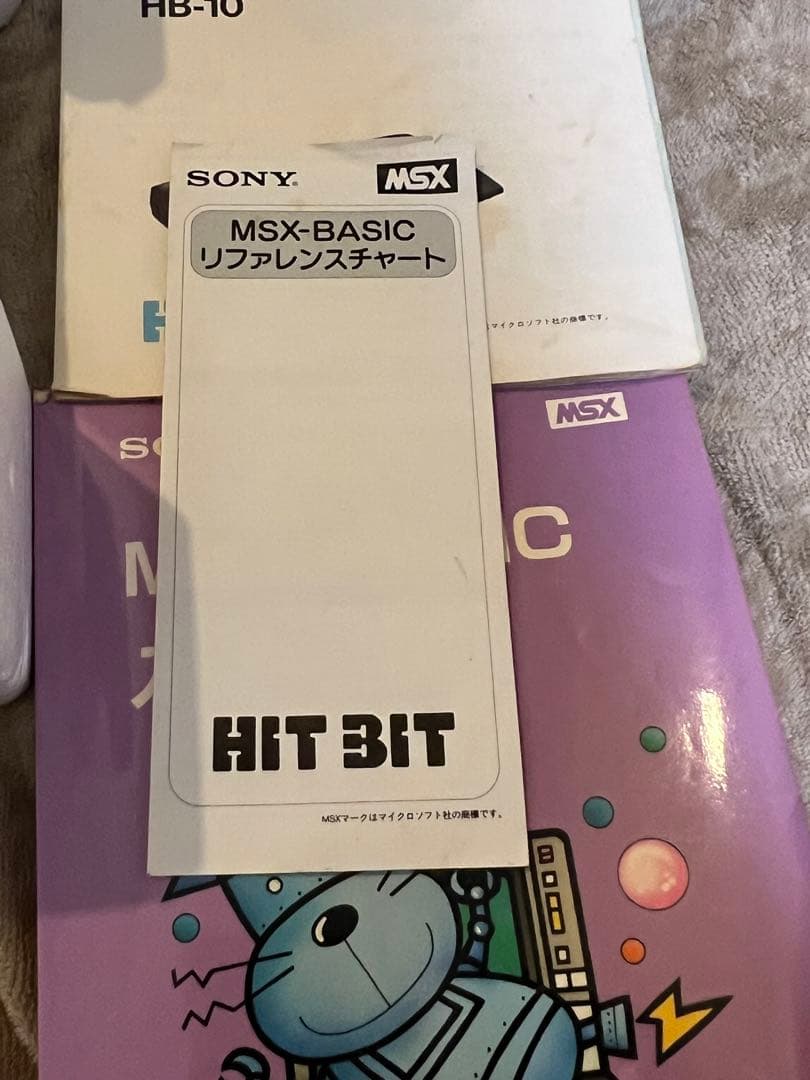 HB-10
SONY
MSX
MSX-BASIC
リファレンスチャート
マイクロソフト社の商標です。
MSX
HIT BIT
MSXマークはマイクロソフト社の商標です。